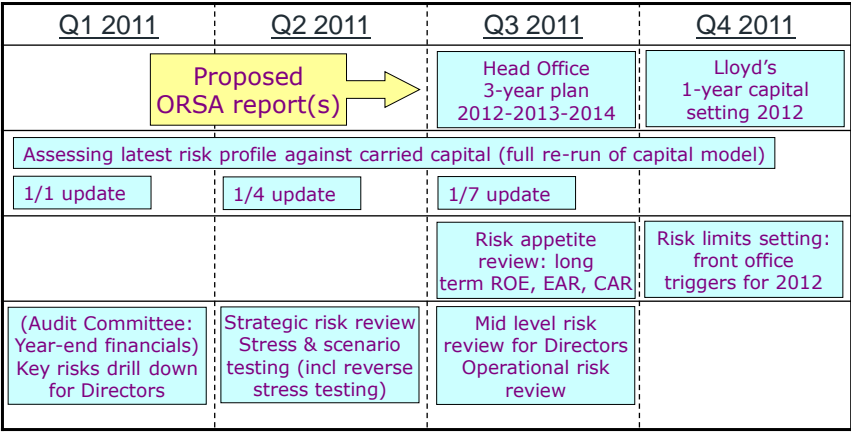 Q1 2011
Q2 2011
Q3 2011
Q4 2011
Proposed
ORSA report(s)
Head Office
3-year plan
2012-2013-2014
Lloyd's
1-year capital
setting 2012
Assessing latest risk profile against carried capital (full re-run of capital model)
1/1 update
1/4 update
1/7 update
Risk appetite
review: long
term ROE, EAR, CAR
Risk limits setting:
front office
triggers for 2012
(Audit Committee:
Year-end financials)
Key risks drill down
for Directors
Strategic risk review
Stress & scenario
testing (incl reverse
stress testing)
Mid level risk
review for Directors
Operational risk
review